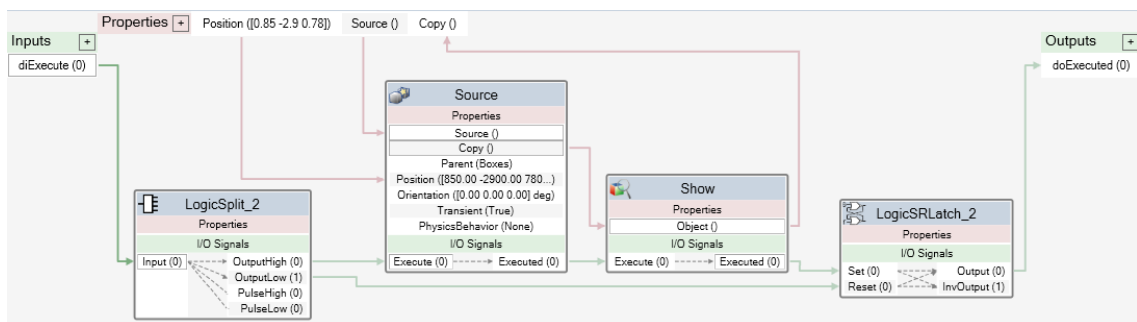 Properties +
Position ([0.85 -2.9 0.78])
Source ()
Copy ()
Inputs +
diExecute (0)
Outputs +
doExecuted (0)
Source
Properties
Source ()
Copy ()
Parent (Boxes)
Position ([850.00 -2900.00 780...)
Orientation ([0.00 0.00 0.00] deg)
Transient (True)
PhysicsBehavior (None)
I/O Signals
Execute (0) Executed (0)
LogicSplit_2
Properties
I/O Signals
Input (0) OutputHigh (0)
OutputLow (1)
PulseHigh (0)
PulseLow (0)
Show
Properties
Object ()
I/O Signals
Execute (0) Executed (0)
LogicSRLatch_2
Properties
I/O Signals
Set (0) Output (0)
Reset (0) InvOutput (1)